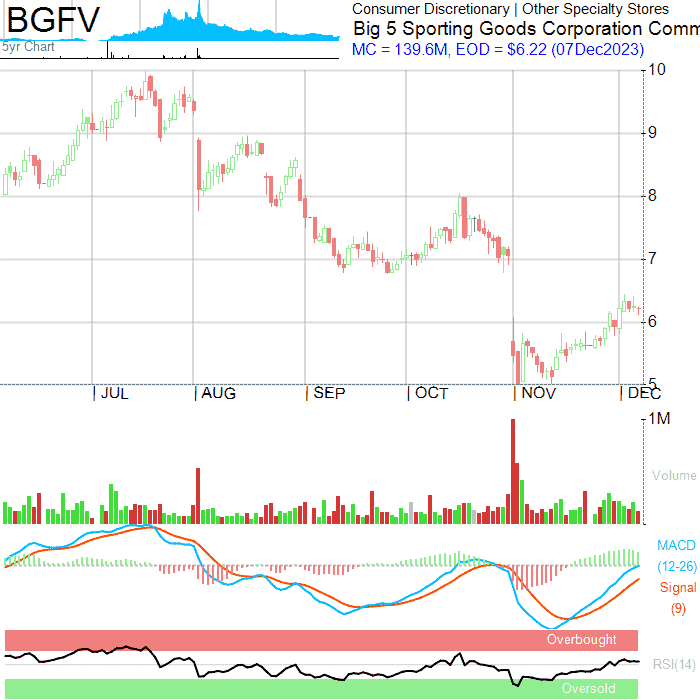 BGFV
5yr Chart
Consumer Discretionary | Other Specialty Stores
Big 5 Sporting Goods Corporation Comm
MC = 139.6M, EOD = $6.22 (07Dec2023)
10
9
8
7
6
5
JUL AUG SEP OCT NOV DEC
1M
Volume
MACD
(12-26)
Signal
(9)
Overbought
RSI(14)
Oversold